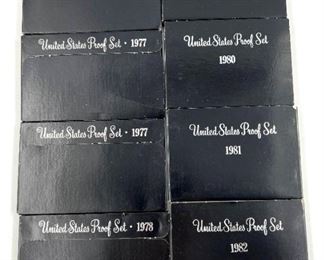 United States Proof Set • 1977
United States Proof Set
1980
United States Proof Set • 1977
United States Proof Set
1981
United States Proof Set • 1978
United States Proof Set
1982